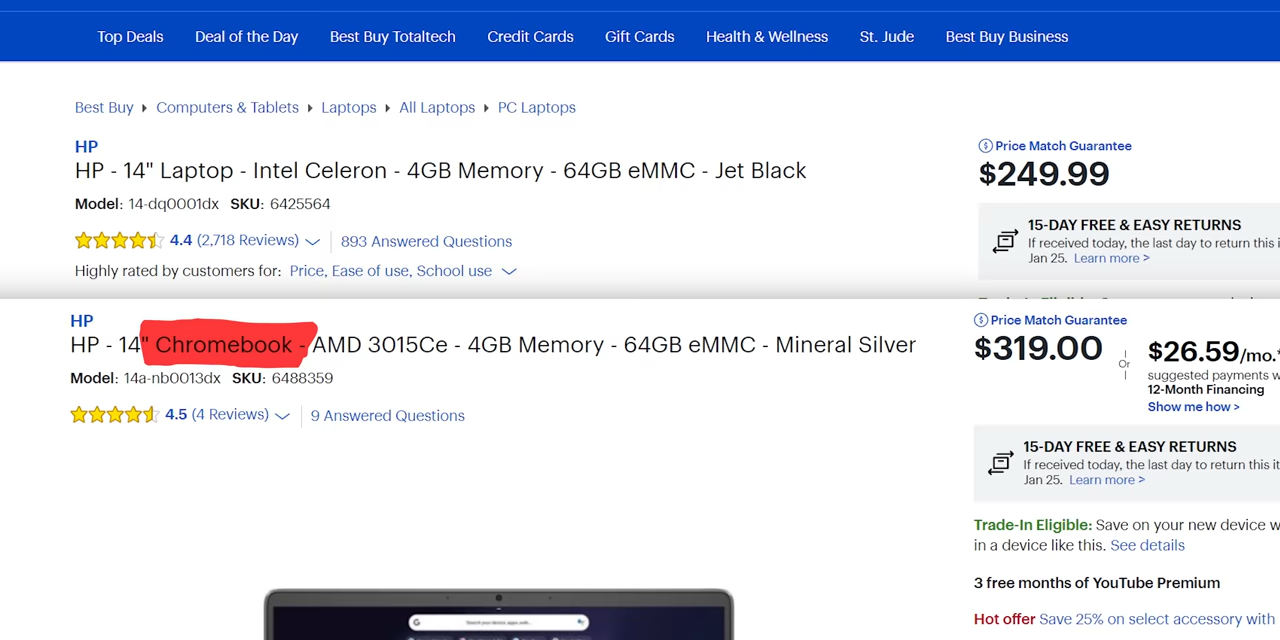 Top Deals Deal of the Day Best Buy Totaltech Credit Cards Gift Cards Health & Wellness St. Jude Best Buy Business
Best Buy Computers & Tablets Laptops All Laptops PC Laptops
HP
HP - 14" Laptop - Intel Celeron - 4GB Memory - 64GB eMMC - Jet Black
Model: 14-dq0001dx SKU: 6425564
4.4 (2,718 Reviews) 893 Answered Questions
Highly rated by customers for: Price, Ease of use, School use
Price Match Guarantee
$249.99
15-DAY FREE & EASY RETURNS
If received today, the last day to return this i
Jan 25. Learn more >
HP
HP - 14" Chromebook - AMD 3015Ce - 4GB Memory - 64GB eMMC - Mineral Silver
Model: 14a-nb0013dx SKU: 6488359
4.5 (4 Reviews) 9 Answered Questions
Price Match Guarantee
$319.00
Or
$26.59/mo.*
suggested payments w
12-Month Financing
Show me how >
15-DAY FREE & EASY RETURNS
If received today, the last day to return this it
Jan 25. Learn more >
Trade-In Eligible: Save on your new device w
in a device like this. See details
3 free months of YouTube Premium
Hot offer Save 25% on select accessory with
Search your device, apps, web...